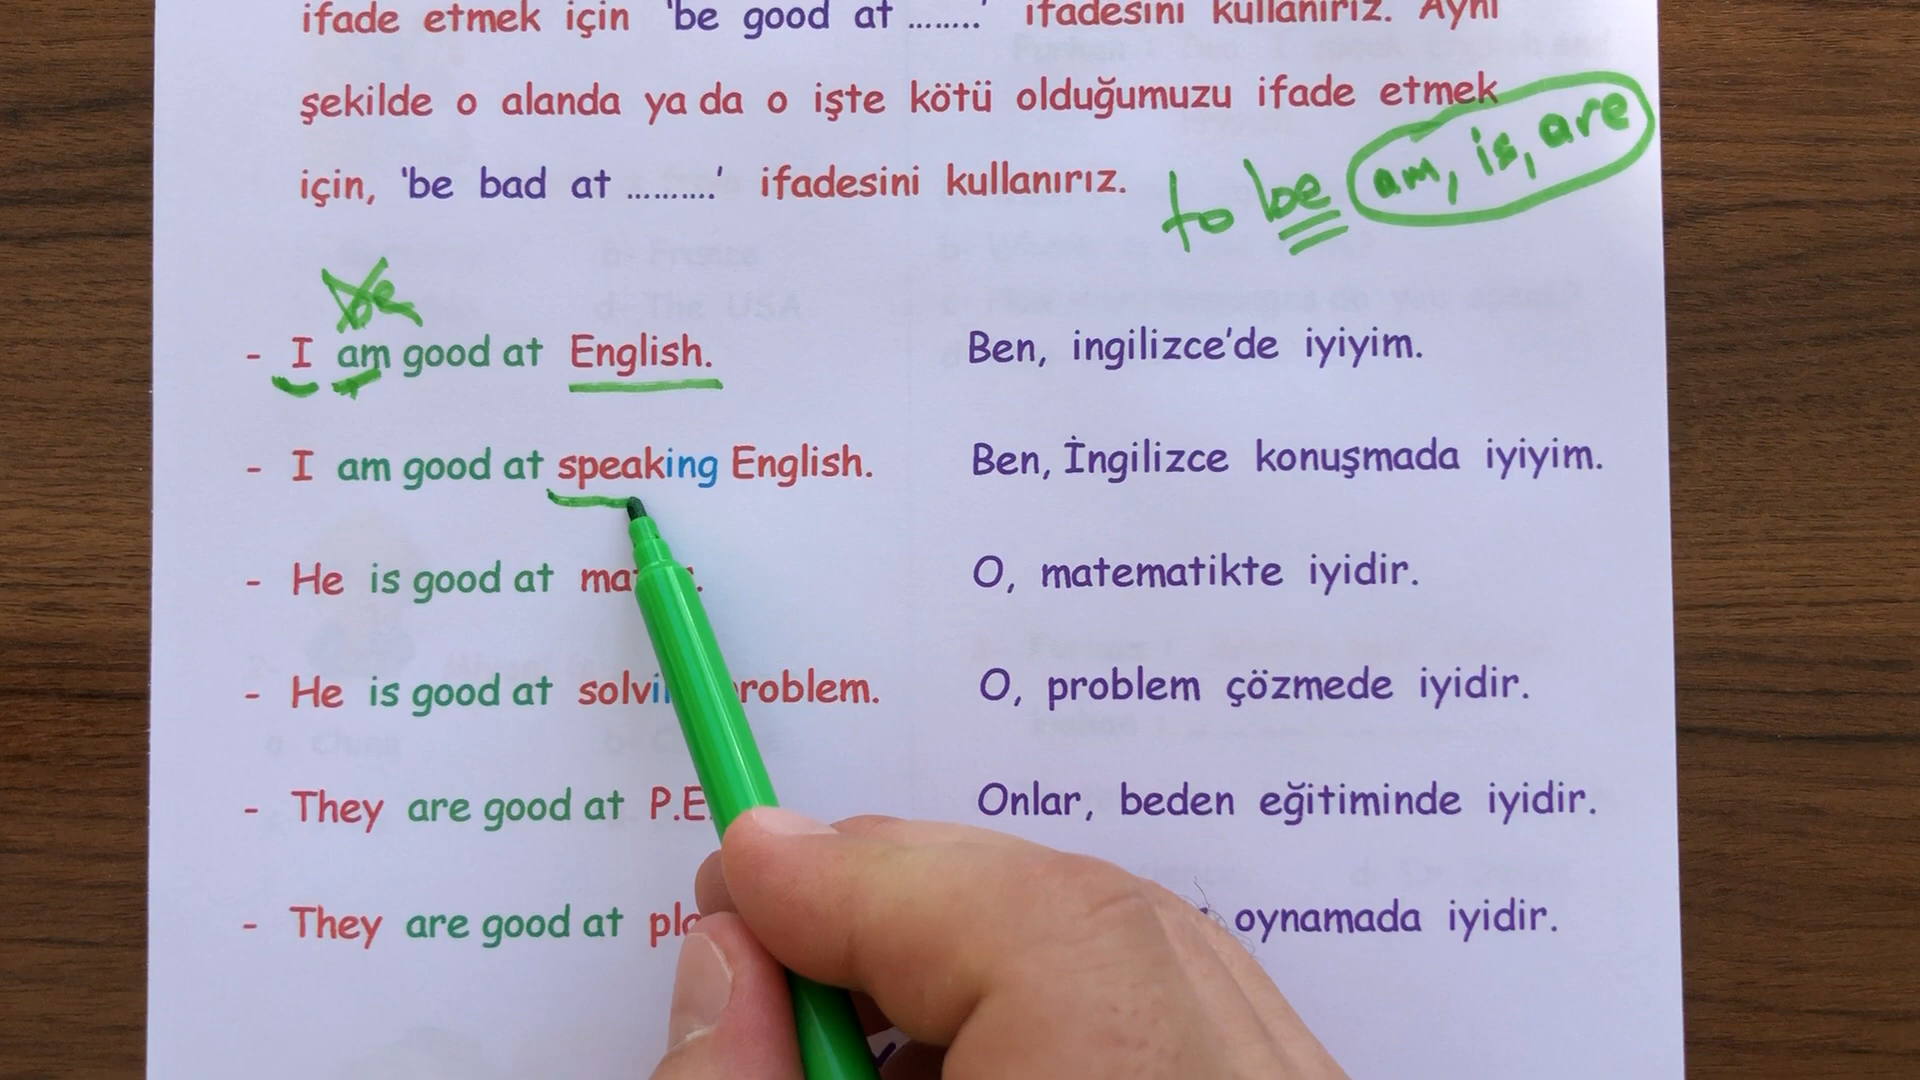 ifade etmek için 'be good at ........' ifadesini kullanırız. Aynı
şekilde o alanda ya da o işte kötü olduğumuzu ifade etmek
için, 'be bad at ..........' ifadesini kullanırız.
to be am, is, are
be
- I am good at English. Ben, ingilizce'de iyiyim.
- I am good at speaking English. Ben, İngilizce konuşmada iyiyim.
- He is good at Ο, matematikte iyidir.
- He is good at O, problem çözmede iyidir.
- They are good at P.E. Onlar, beden eğitiminde iyidir.
- They are good at oynamada iyidir.